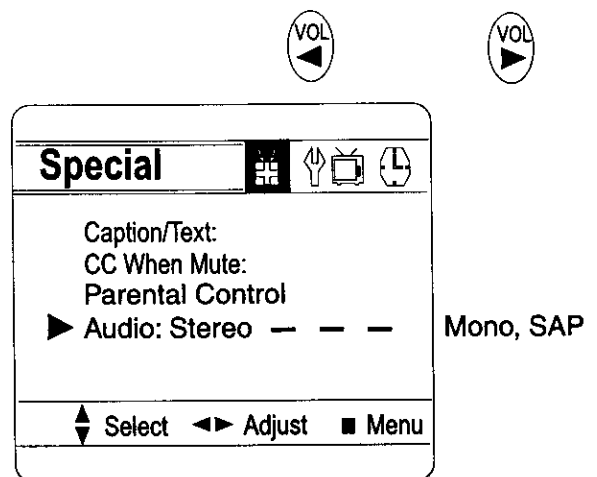 VOL VOL
Special
Caption/Text:
CC When Mute:
Parental Control
Audio: Stereo — — — Mono, SAP
Select Adjust Menu